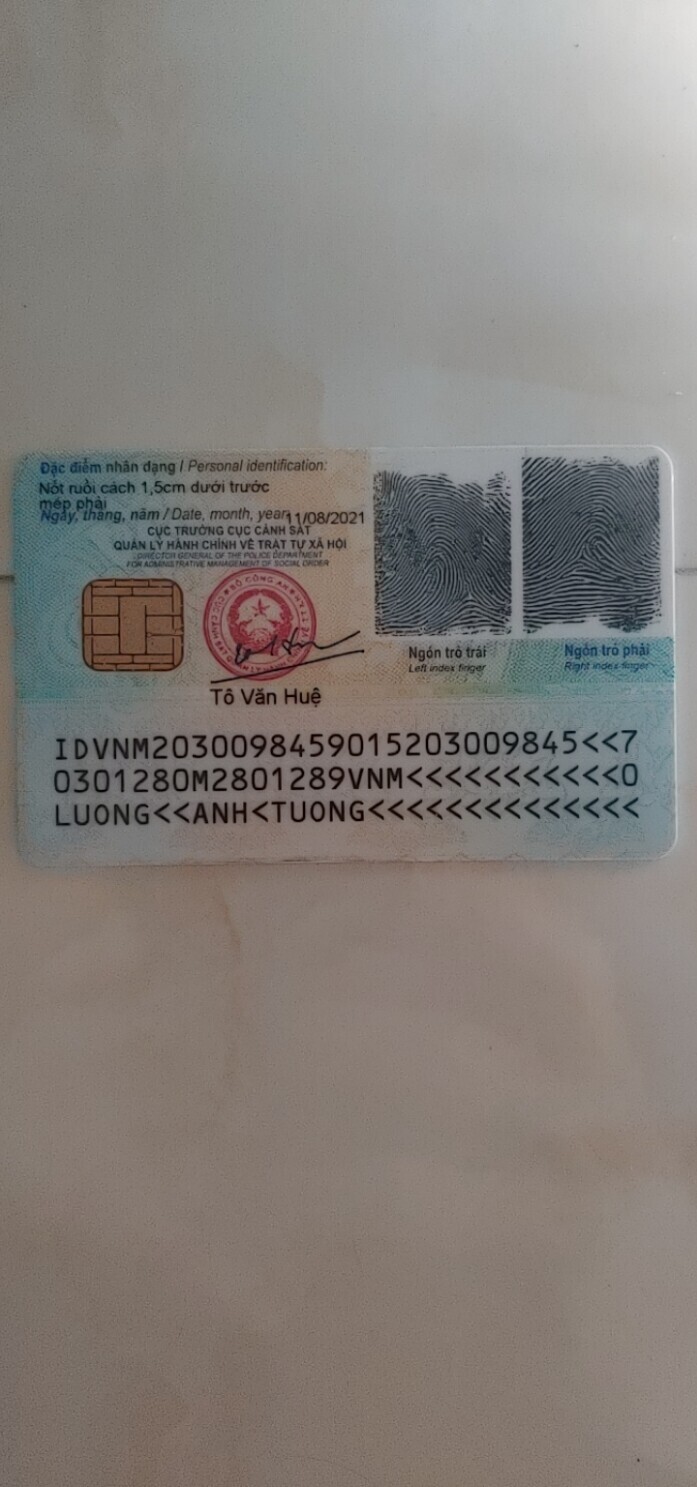 Đặc điểm nhân dạng / Personal identification:
Nốt ruồi cách 1,5cm dưới trước
mép phải
Ngày, tháng, năm / Date, month, year 11/08/2021
CỤC TRƯỞNG CỤC CẢNH SÁT
QUẢN LÝ HÀNH CHÍNH VỀ TRẬT TỰ XÃ HỘI
DIRECTOR GENERAL OF THE POLICE DEPARTMENT
FOR ADMINISTRATIVE MANAGEMENT OF SOCIAL ORDER
BỘ CÔNG AN
Tô Văn Huệ
Ngón trỏ trái
Left index finger
Ngón trỏ phải
Right index finger
IDVNM2030098459015203009845<<7
0301280M2801289VNM<<<<<<<<<<<0
LUONG<<ANH<TUONG<<<<<<<<<<<<<<